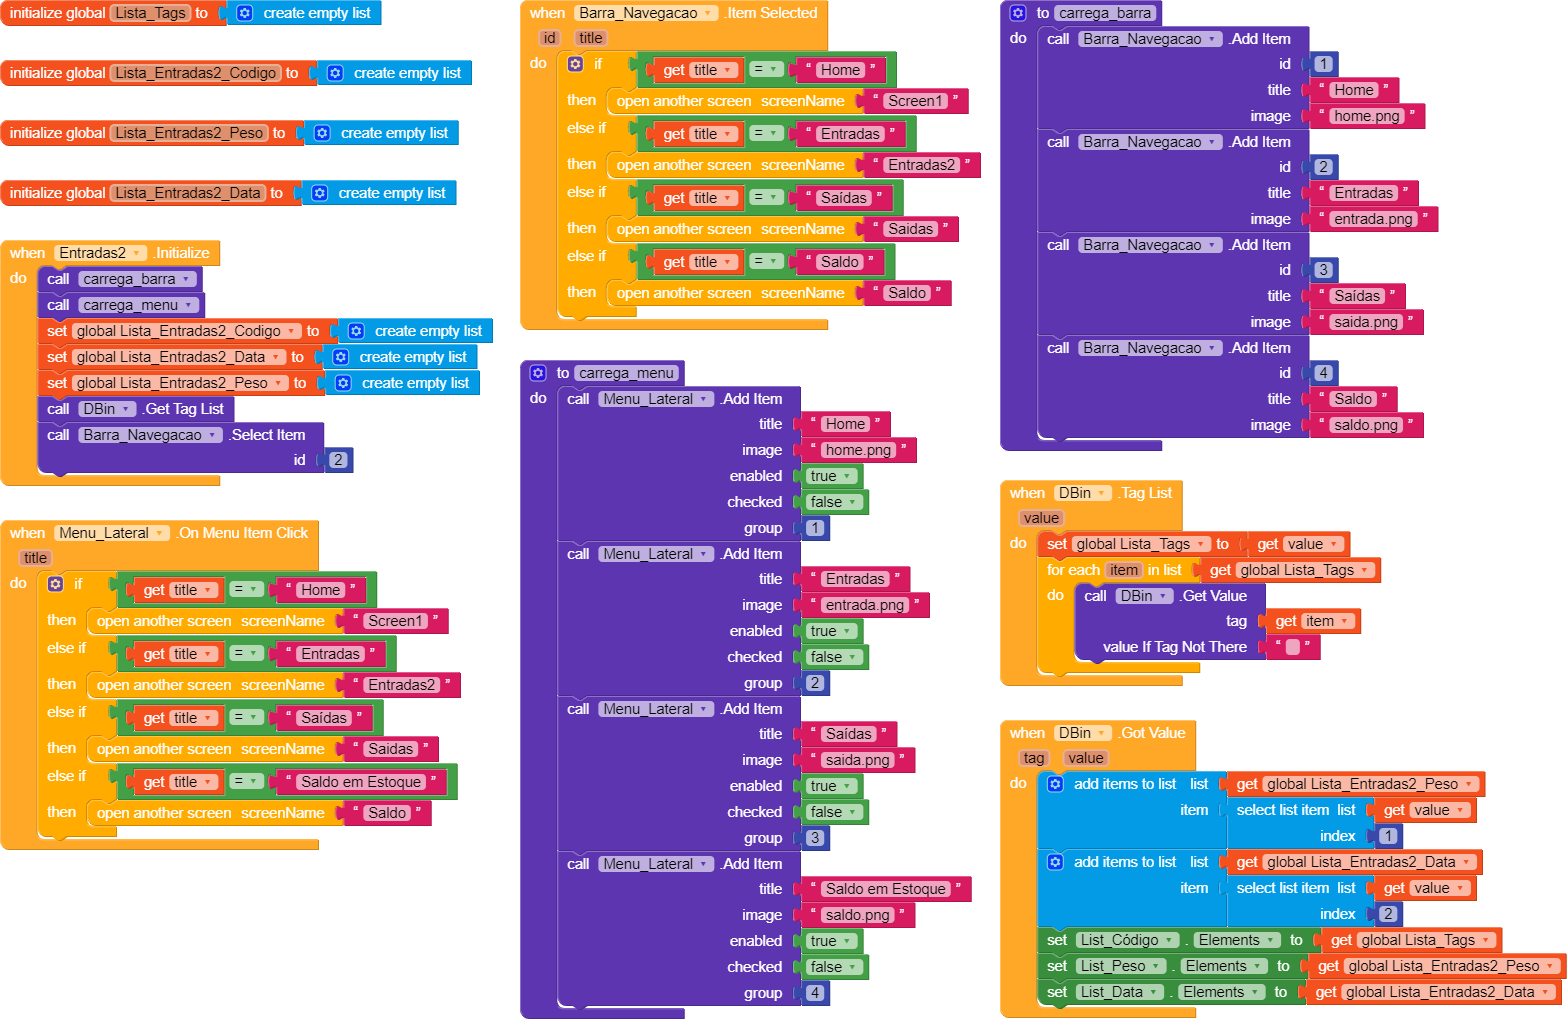 initialize global Lista_Tags to create empty list
initialize global Lista_Entradas2_Codigo to create empty list
initialize global Lista_Entradas2_Peso to create empty list
initialize global Lista_Entradas2_Data to create empty list
when Entradas2 .Initialize
do call carrega_barra
call carrega_menu
set global Lista_Entradas2_Codigo to create empty list
set global Lista_Entradas2_Data to create empty list
set global Lista_Entradas2_Peso to create empty list
call DBin .Get Tag List
call Barra_Navegacao .Select Item
id 2
when Menu_Lateral .On Menu Item Click
title
do if get title = “ Home ”
then open another screen screenName “ Screen1 ”
else if get title = “ Entradas ”
then open another screen screenName “ Entradas2 ”
else if get title = “ Saídas ”
then open another screen screenName “ Saidas ”
else if get title = “ Saldo em Estoque ”
then open another screen screenName “ Saldo ”
when Barra_Navegacao .Item Selected
id title
do if get title = “ Home ”
then open another screen screenName “ Screen1 ”
else if get title = “ Entradas ”
then open another screen screenName “ Entradas2 ”
else if get title = “ Saídas ”
then open another screen screenName “ Saidas ”
else if get title = “ Saldo ”
then open another screen screenName “ Saldo ”
to carrega_menu
do call Menu_Lateral .Add Item
title “ Home ”
image “ home.png ”
enabled true
checked false
group 1
call Menu_Lateral .Add Item
title “ Entradas ”
image “ entrada.png ”
enabled true
checked false
group 2
call Menu_Lateral .Add Item
title “ Saídas ”
image “ saida.png ”
enabled true
checked false
group 3
call Menu_Lateral .Add Item
title “ Saldo em Estoque ”
image “ saldo.png ”
enabled true
checked false
group 4
to carrega_barra
do call Barra_Navegacao .Add Item
id 1
title “ Home ”
image “ home.png ”
call Barra_Navegacao .Add Item
id 2
title “ Entradas ”
image “ entrada.png ”
call Barra_Navegacao .Add Item
id 3
title “ Saídas ”
image “ saida.png ”
call Barra_Navegacao .Add Item
id 4
title “ Saldo ”
image “ saldo.png ”
when DBin .Tag List
value
do set global Lista_Tags to get value
for each item in list get global Lista_Tags
do call DBin .Get Value
tag get item
value If Tag Not There “ ”
when DBin .Got Value
tag value
do add items to list list get global Lista_Entradas2_Peso
item select list item list get value
index 1
add items to list list get global Lista_Entradas2_Data
item select list item list get value
index 2
set List_Código . Elements to get global Lista_Tags
set List_Peso . Elements to get global Lista_Entradas2_Peso
set List_Data . Elements to get global Lista_Entradas2_Data